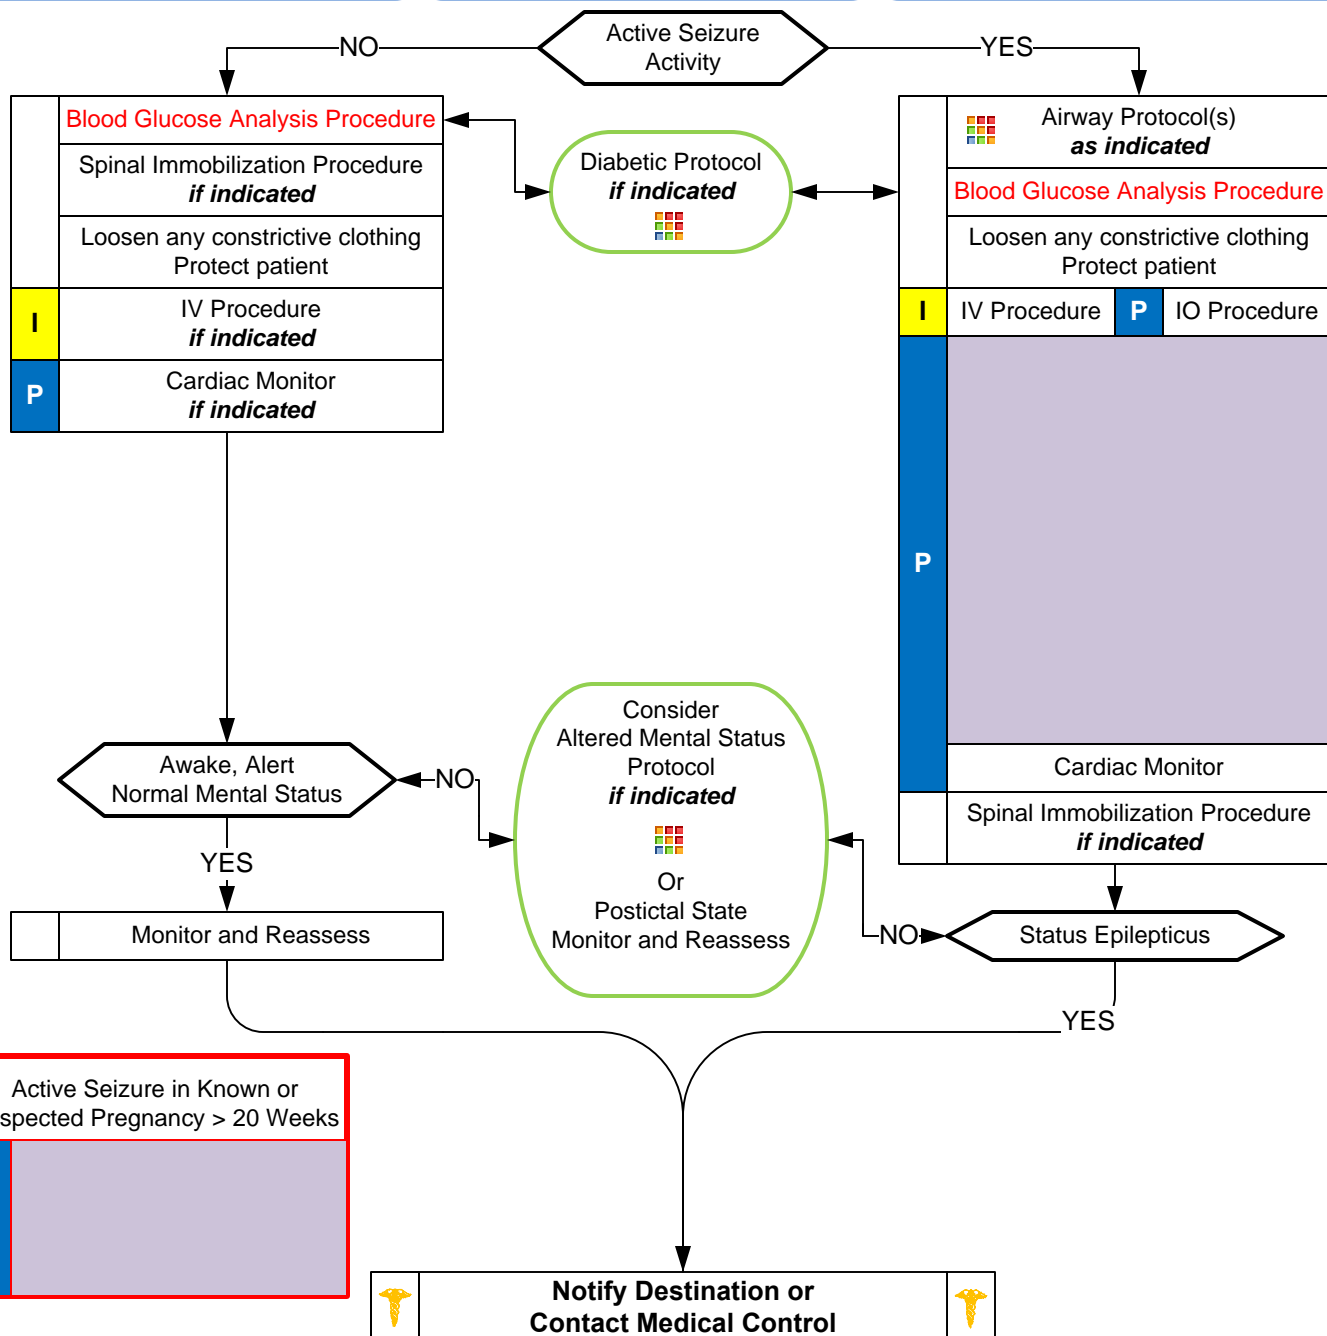 Active Seizure
Activity
NO
YES
Blood Glucose Analysis Procedure
Spinal Immobilization Procedure
if indicated
Loosen any constrictive clothing
Protect patient
I
IV Procedure
if indicated
P
Cardiac Monitor
if indicated
Diabetic Protocol
if indicated
Airway Protocol(s)
as indicated
Blood Glucose Analysis Procedure
Loosen any constrictive clothing
Protect patient
I
IV Procedure
P
IO Procedure
P
Cardiac Monitor
Spinal Immobilization Procedure
if indicated
Awake, Alert
Normal Mental Status
NO
YES
Monitor and Reassess
Consider
Altered Mental Status
Protocol
if indicated
Or
Postictal State
Monitor and Reassess
NO
Status Epilepticus
YES
Active Seizure in Known or
spected Pregnancy > 20 Weeks
Notify Destination or
Contact Medical Control